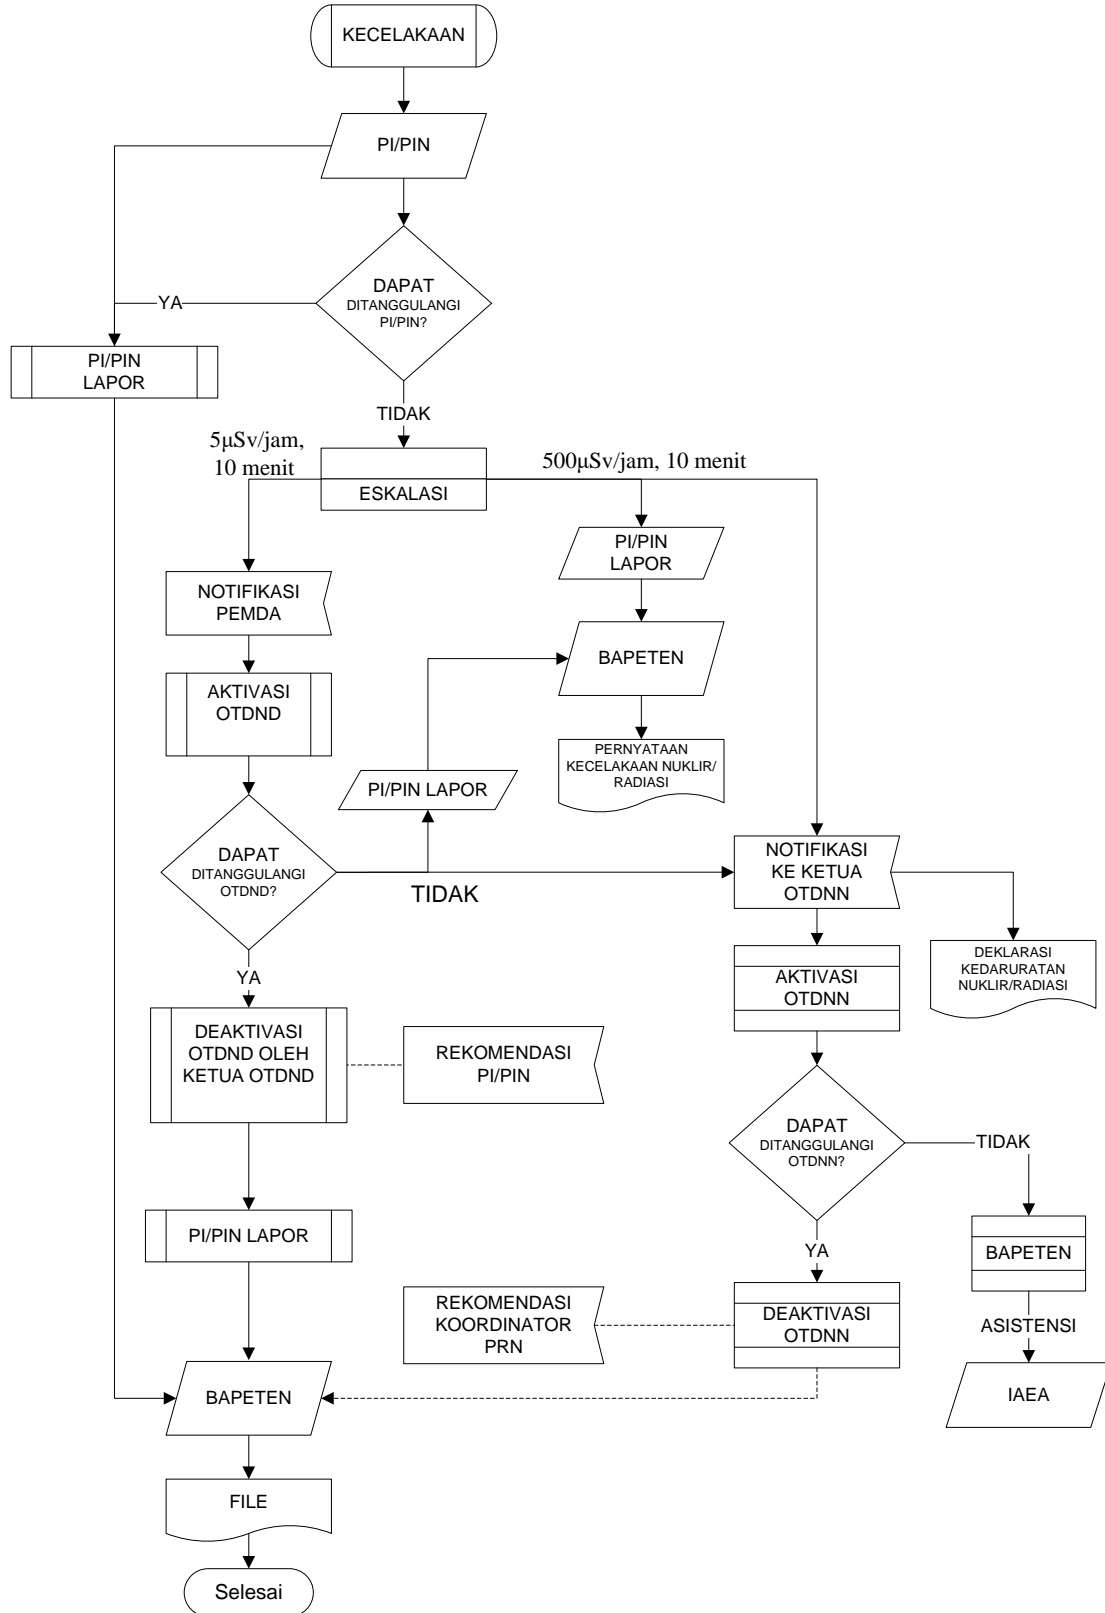 KECELAKAAN
PI/PIN
DAPAT
DITANGGULANGI
PI/PIN?
YA
PI/PIN
LAPOR
TIDAK
5µSv/jam,
10 menit
500µSv/jam, 10 menit
ESKALASI
PI/PIN
LAPOR
NOTIFIKASI
PEMDA
BAPETEN
AKTIVASI
OTDND
PERNYATAAN
KECELAKAAN NUKLIR/
RADIASI
PI/PIN LAPOR
DAPAT
DITANGGULANGI
OTDND?
TIDAK
NOTIFIKASI
KE KETUA
OTDNN
DEKLARASI
KEDARURATAN
NUKLIR/RADIASI
YA
AKTIVASI
OTDNN
DEAKTIVASI
OTDND OLEH
KETUA OTDND
REKOMENDASI
PI/PIN
DAPAT
DITANGGULANGI
OTDNN?
TIDAK
PI/PIN LAPOR
YA
BAPETEN
REKOMENDASI
KOORDINATOR
PRN
DEAKTIVASI
OTDNN
ASISTENSI
BAPETEN
IAEA
FILE
Selesai